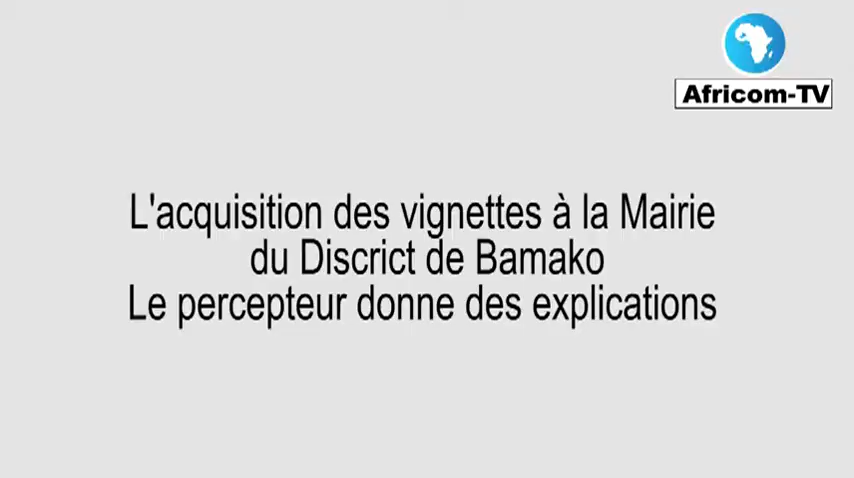 Africom-TV
L'acquisition des vignettes à la Mairie
du Discrict de Bamako
Le percepteur donne des explications